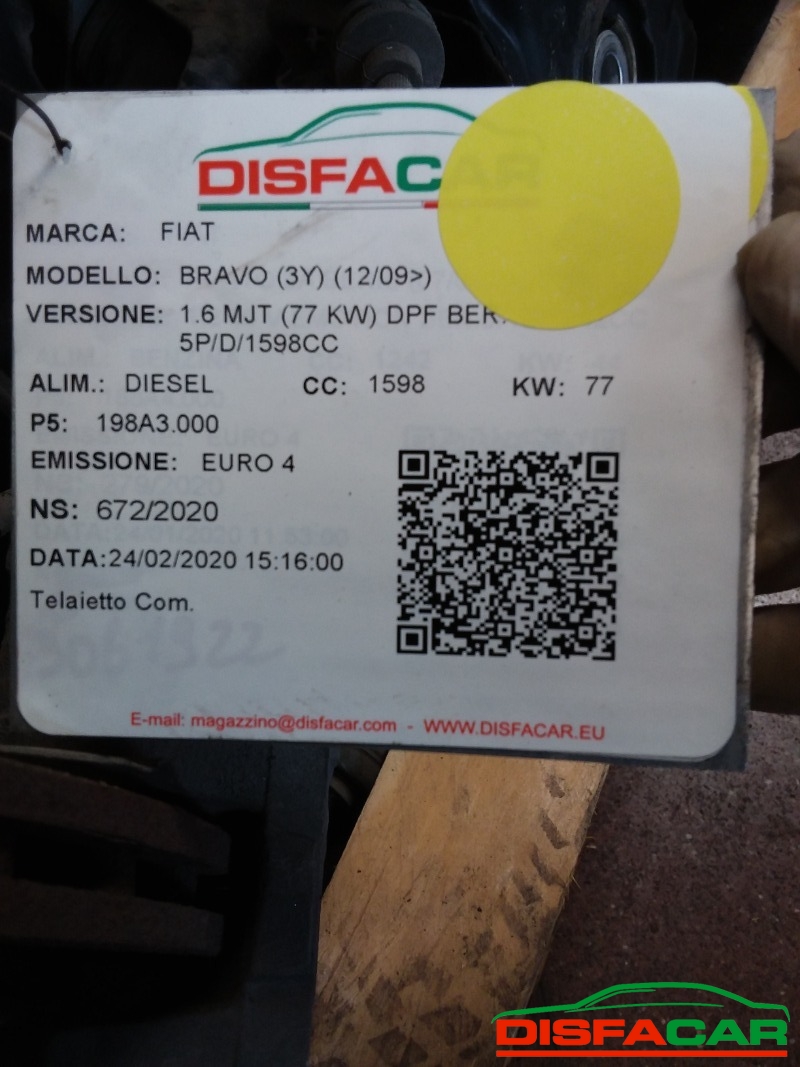 DISFACAR
MARCA: FIAT
MODELLO: BRAVO (3Y) (12/09>)
VERSIONE: 1.6 MJT (77 KW) DPF BER.
5P/D/1598CC
ALIM.: DIESEL CC: 1598 KW: 77
P5: 198A3.000
EMISSIONE: EURO 4
NS: 672/2020
DATA:24/02/2020 15:16:00
Telaietto Com.
E-mail: magazzino@disfacar.com - WWW.DISFACAR.EU
DISFACAR